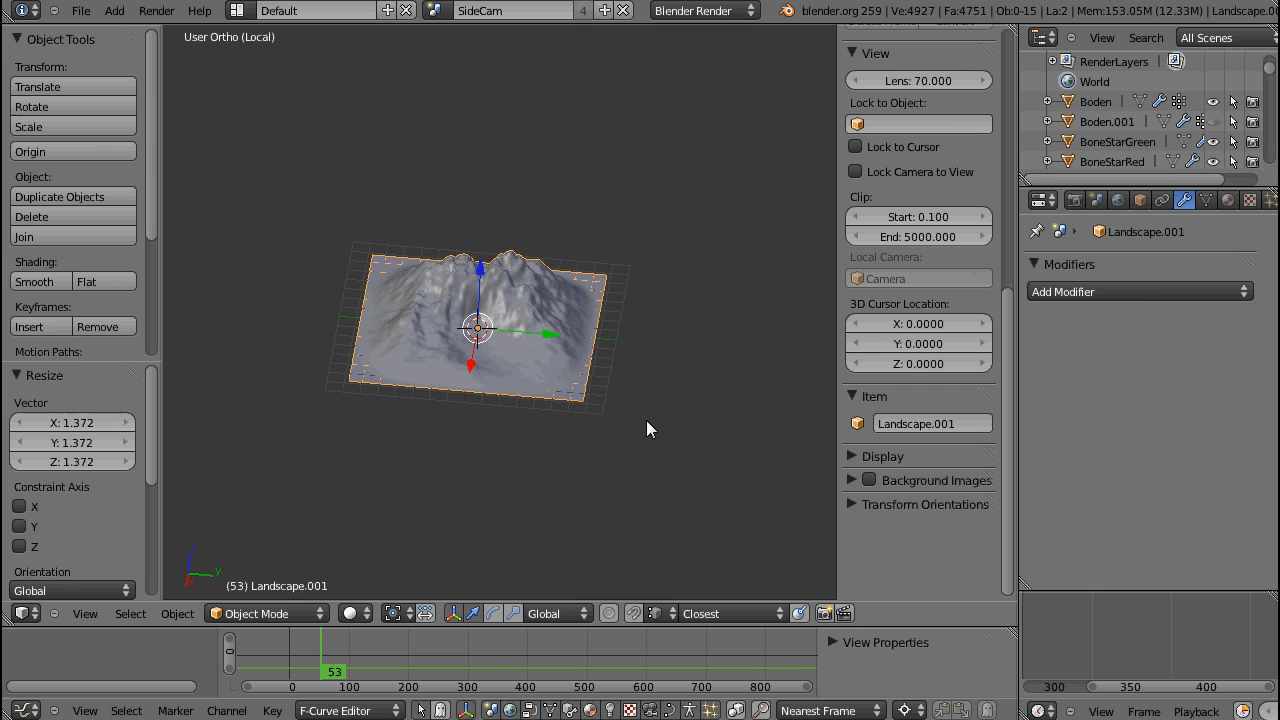 File Add Render Help Default SideCam 4 Blender Render blender.org 259 | Ve:4927 | Fa:4751 | Ob:0-15 | La:2 | Mem:153.05M (12.33M) | Landscape.0
Object Tools
Transform:
Translate
Rotate
Scale
Origin
Object:
Duplicate Objects
Delete
Join
Shading:
Smooth Flat
Keyframes:
Insert Remove
Motion Paths:
Resize
Vector
X: 1.372
Y: 1.372
Z: 1.372
Constraint Axis
X
Y
Z
Orientation
Global
User Ortho (Local)
z
y
(53) Landscape.001
View
Lens: 70.000
Lock to Object:
Lock to Cursor
Lock Camera to View
Clip:
Start: 0.100
End: 5000.000
Local Camera:
Camera
3D Cursor Location:
X: 0.0000
Y: 0.0000
Z: 0.0000
Item
Landscape.001
Display
Background Images
Transform Orientations
View Search All Scenes
RenderLayers
World
Boden
Boden.001
BoneStarGreen
BoneStarRed
Landscape.001
Modifiers
Add Modifier
View Select Object Object Mode Global Closest
View Properties
53
0 100 200 300 400 500 600 700 800
300 350 400
View Select Marker Channel Key F-Curve Editor Nearest Frame
View Frame Playback